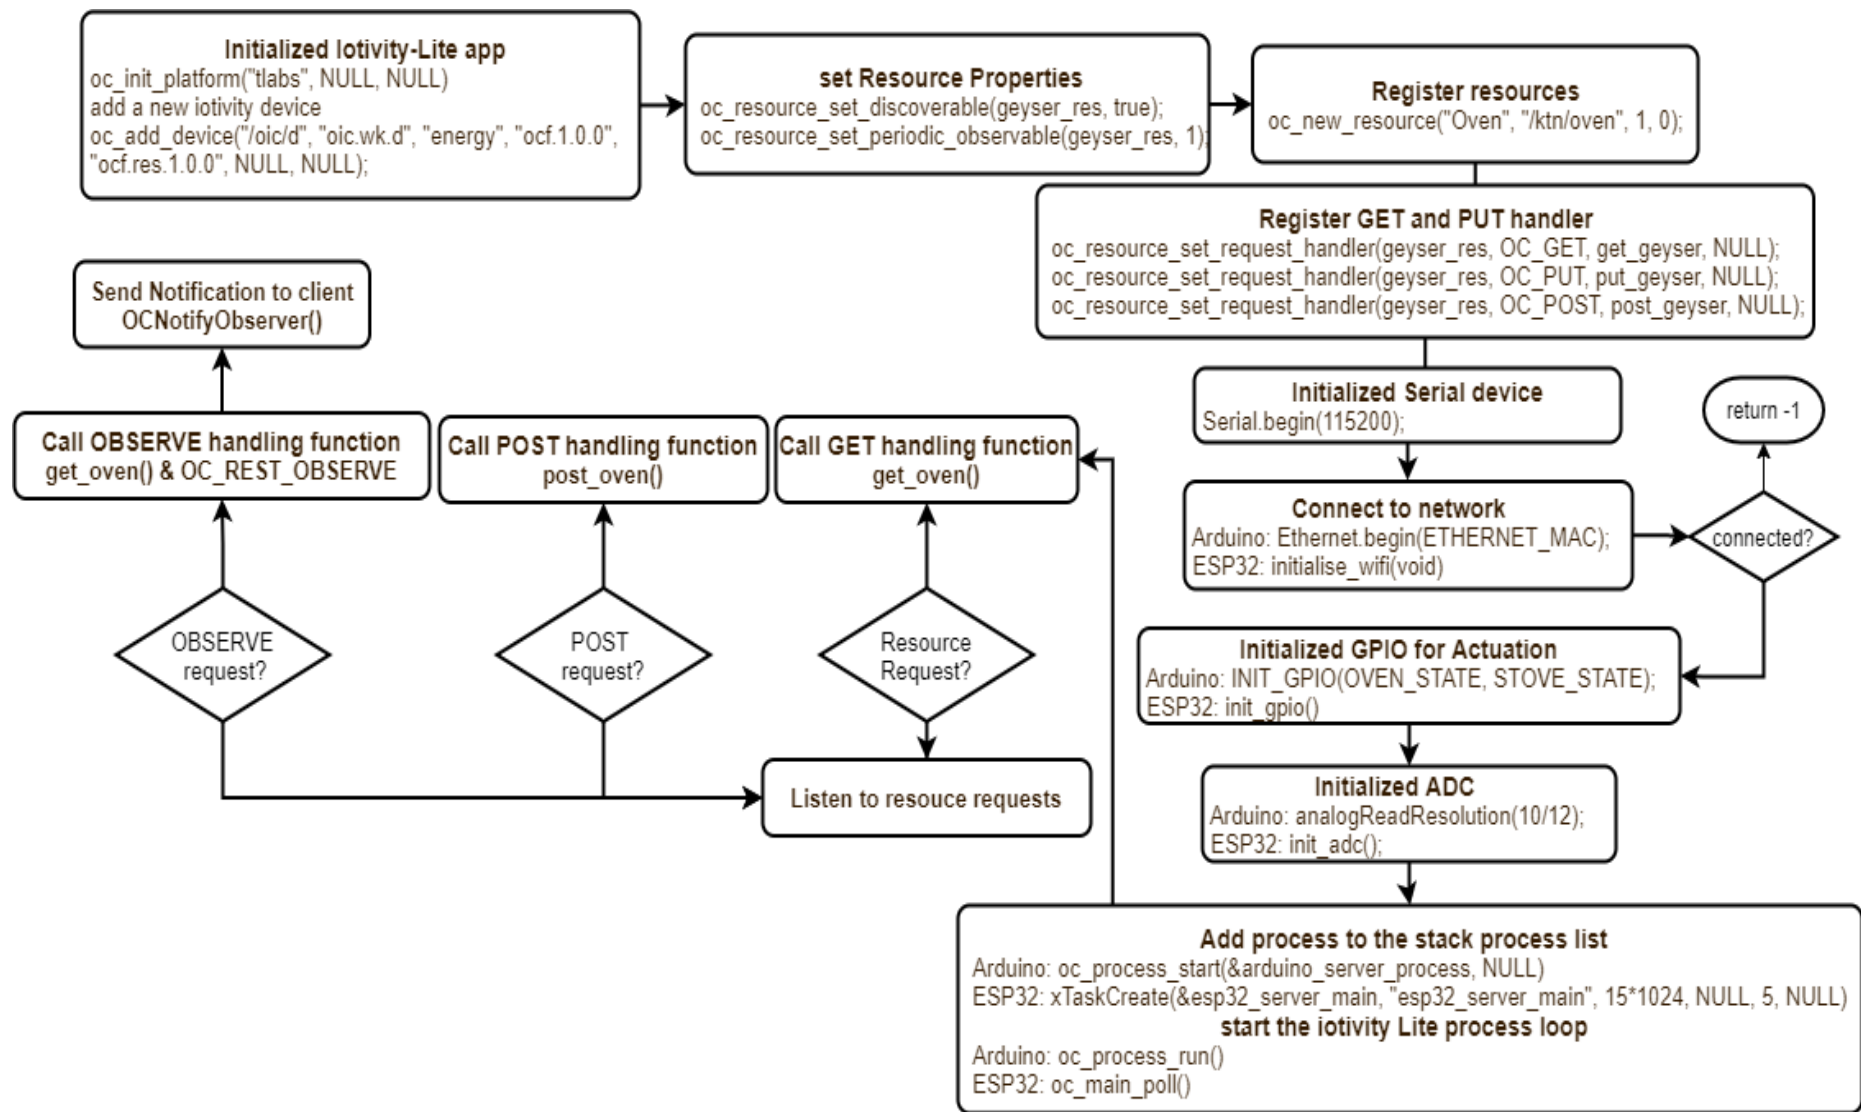 Initialized Iotivity-Lite app
oc_init_platform("tlabs", NULL, NULL)
add a new iotivity device
oc_add_device("/oic/d", "oic.wk.d", "energy", "ocf.1.0.0",
"ocf.res.1.0.0", NULL, NULL);
set Resource Properties
oc_resource_set_discoverable(geyser_res, true);
oc_resource_set_periodic_observable(geyser_res, 1);
Register resources
oc_new_resource("Oven", "/ktn/oven", 1, 0);
Register GET and PUT handler
oc_resource_set_request_handler(geyser_res, OC_GET, get_geyser, NULL);
oc_resource_set_request_handler(geyser_res, OC_PUT, put_geyser, NULL);
oc_resource_set_request_handler(geyser_res, OC_POST, post_geyser, NULL);
Initialized Serial device
Serial.begin(115200);
Connect to network
Arduino: Ethernet.begin(ETHERNET_MAC);
ESP32: initialise_wifi(void)
connected?
return -1
Initialized GPIO for Actuation
Arduino: INIT_GPIO(OVEN_STATE, STOVE_STATE);
ESP32: init_gpio()
Initialized ADC
Arduino: analogReadResolution(10/12);
ESP32: init_adc();
Add process to the stack process list
Arduino: oc_process_start(&arduino_server_process, NULL)
ESP32: xTaskCreate(&esp32_server_main, "esp32_server_main", 15*1024, NULL, 5, NULL)
start the iotivity Lite process loop
Arduino: oc_process_run()
ESP32: oc_main_poll()
Send Notification to client
OCNotifyObserver()
Call OBSERVE handling function
get_oven() & OC_REST_OBSERVE
Call POST handling function
post_oven()
Call GET handling function
get_oven()
OBSERVE
request?
POST
request?
Resource
Request?
Listen to resouce requests